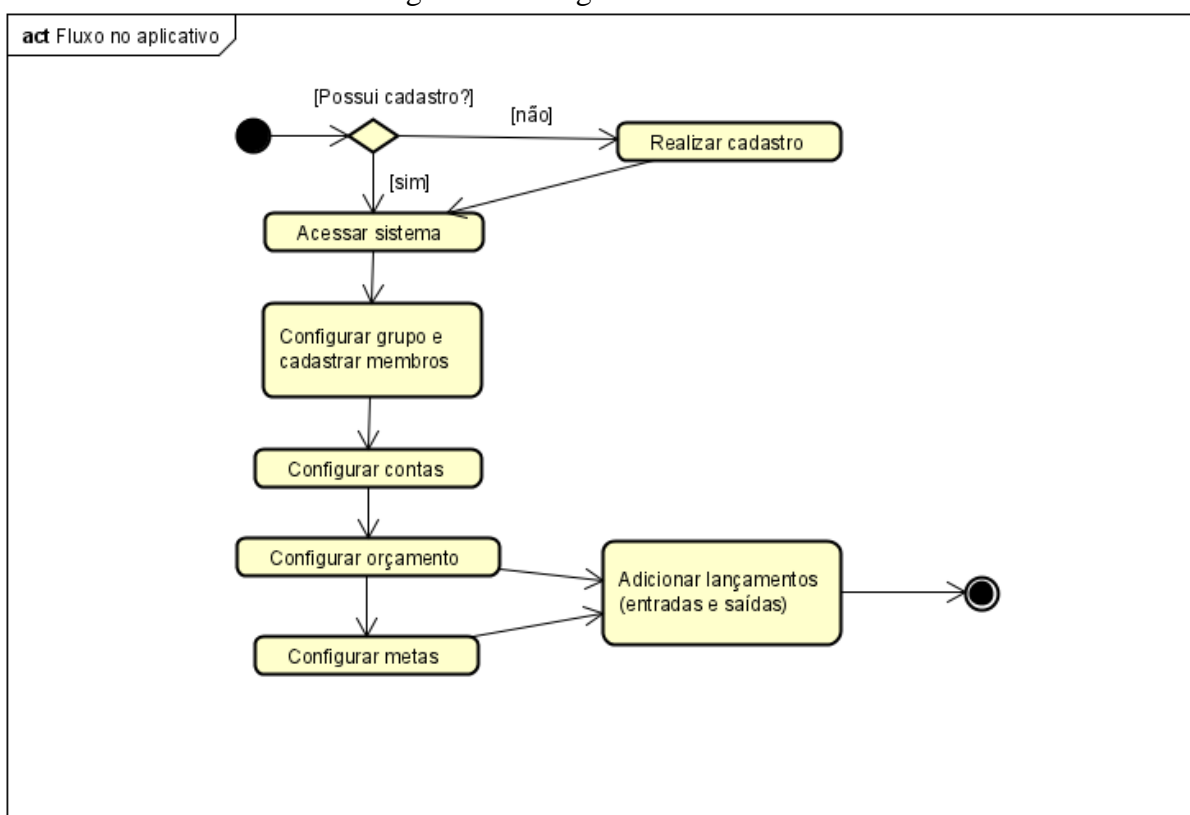 act Fluxo no aplicativo
[Possui cadastro?]
[não]
Realizar cadastro
[sim]
Acessar sistema
Configurar grupo e
cadastrar membros
Configurar contas
Configurar orçamento
Adicionar lançamentos
(entradas e saídas)
Configurar metas